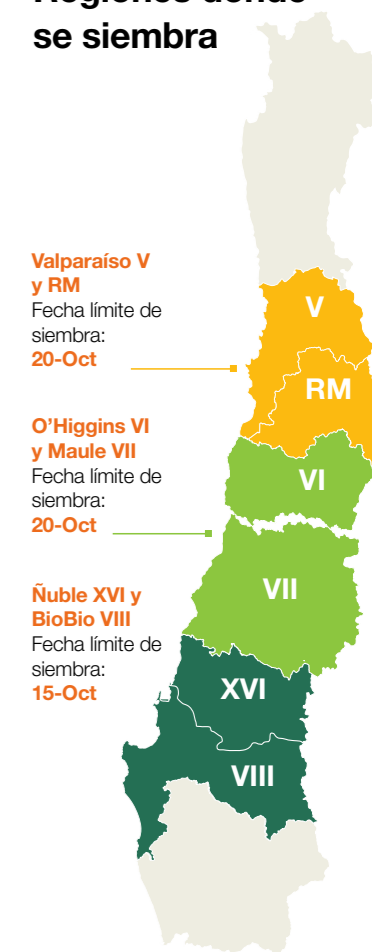 se siembra
Valparaíso V
y RM
Fecha límite de
siembra:
20-Oct
O’Higgins VI
y Maule VII
Fecha límite de
siembra:
20-Oct
Ñuble XVI y
BioBio VIII
Fecha límite de
siembra:
15-Oct
V
RM
VI
VII
XVI
VIII